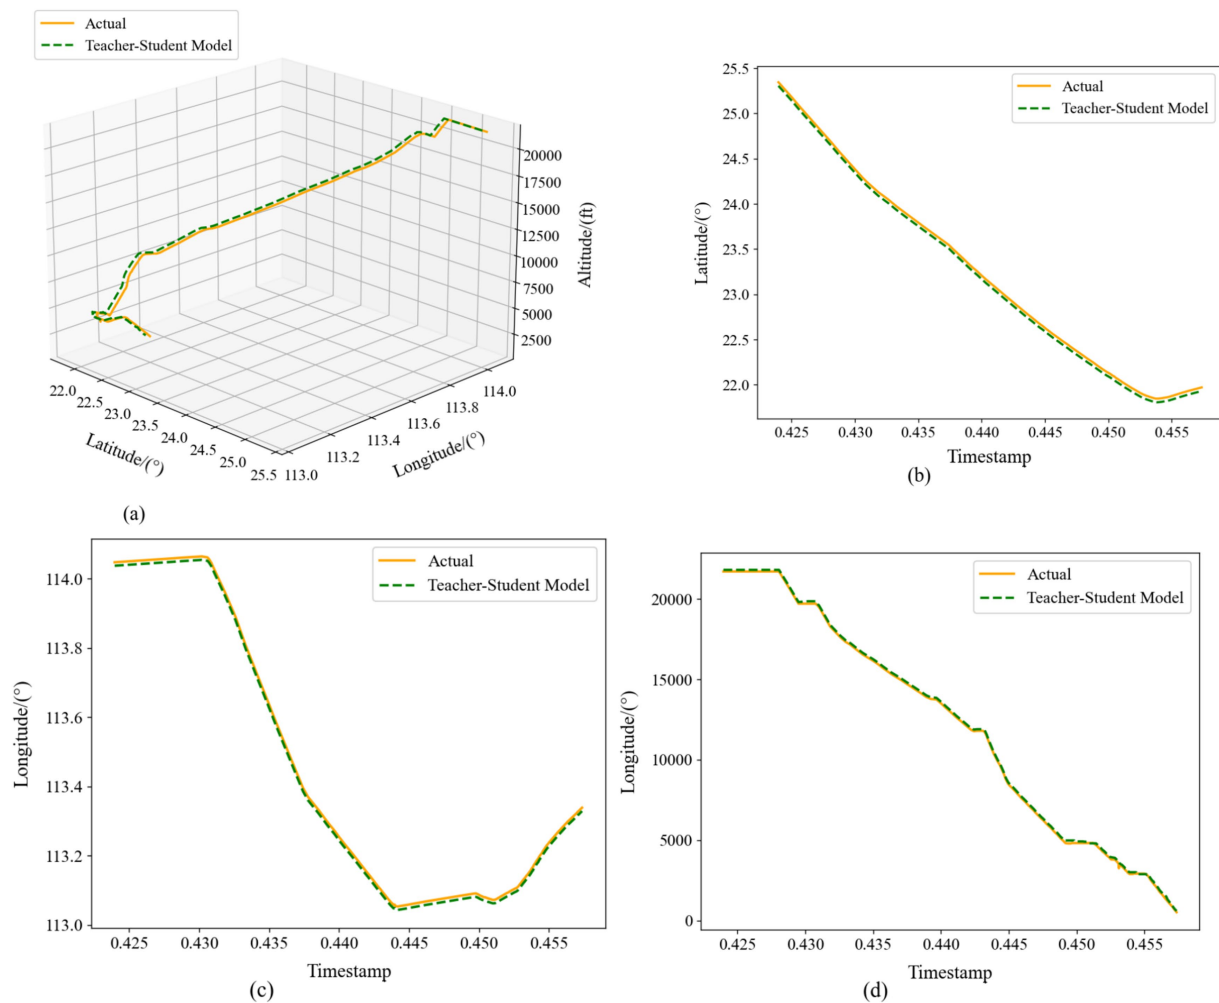 Actual
Teacher-Student Model
20000
17500
15000
12500
10000
7500
5000
2500
Altitude/(ft)
22.0
22.5
23.0
23.5
24.0
24.5
25.0
25.5
Latitude/(°)
113.0
113.2
113.4
113.6
113.8
114.0
Longitude/(°)
(a)
Actual
Teacher-Student Model
25.5
25.0
24.5
24.0
23.5
23.0
22.5
22.0
Latitude/(°)
0.425 0.430 0.435 0.440 0.445 0.450 0.455
Timestamp
(b)
Actual
Teacher-Student Model
114.0
113.8
113.6
113.4
113.2
113.0
Longitude/(°)
0.425 0.430 0.435 0.440 0.445 0.450 0.455
Timestamp
(c)
Actual
Teacher-Student Model
20000
15000
10000
5000
0
Longitude/(°)
0.425 0.430 0.435 0.440 0.445 0.450 0.455
Timestamp
(d)